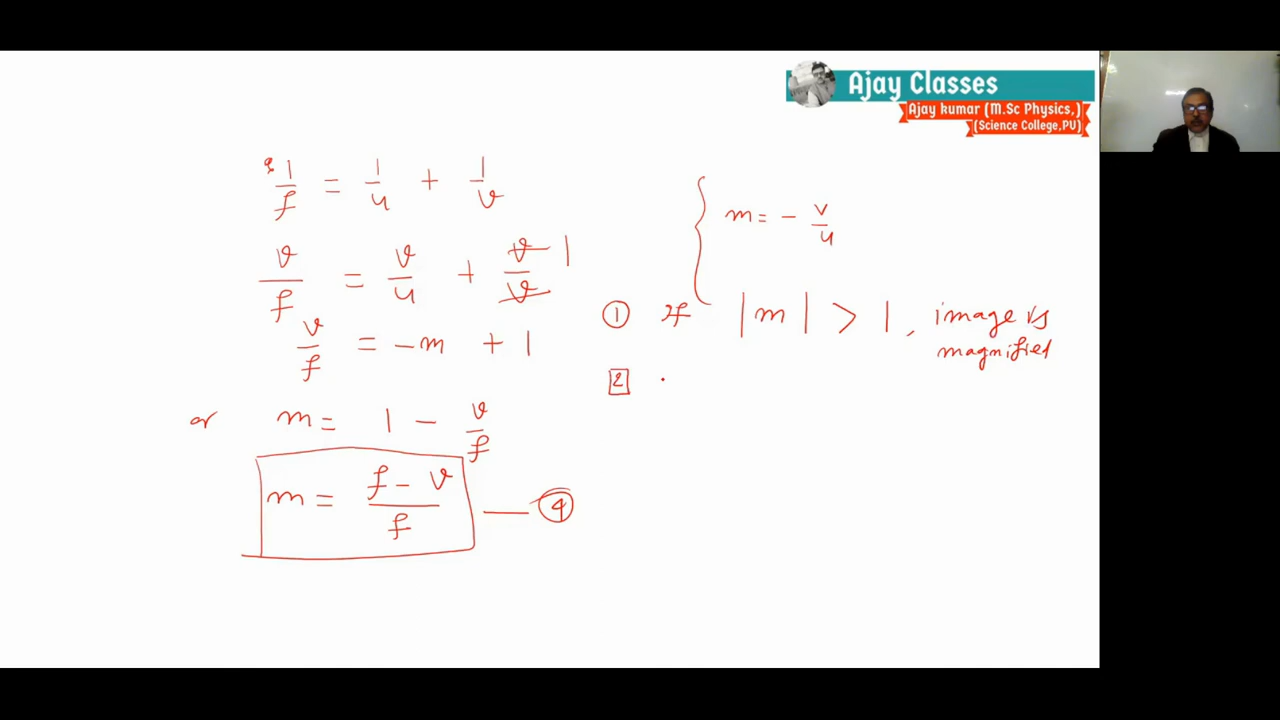 Ajay Classes
Ajay kumar (M.Sc Physics,)
(Science College,PU)
1/f = 1/u + 1/v
v/f = v/u + v/v 1
v/f = -m + 1
or m = 1 - v/f
m = f - v/f — 4
m = - v/u
1 If |m| > 1, image is
magnified
2